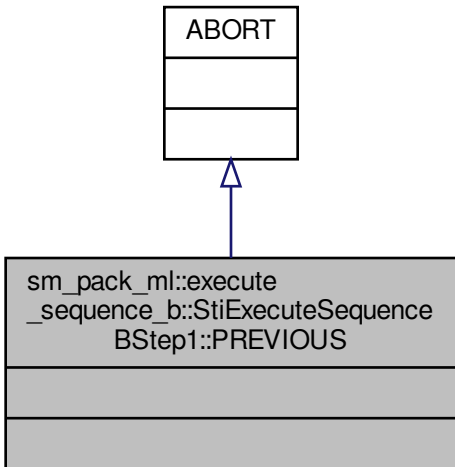 ABORT
sm_pack_ml::execute
_sequence_b::StiExecuteSequence
BStep1::PREVIOUS